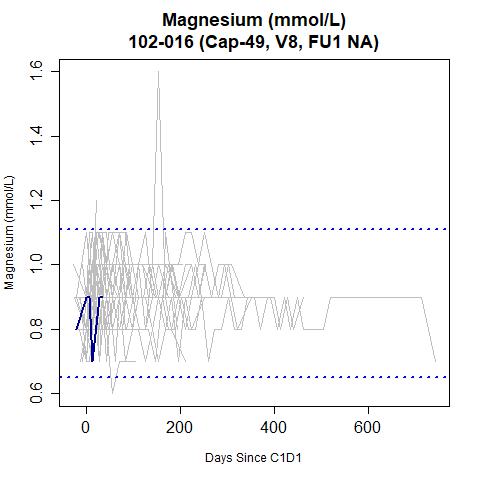 Magnesium (mmol/L)
102-016 (Cap-49, V8, FU1 NA)
Magnesium (mmol/L)
1.6
1.4
1.2
1.0
0.8
0.6
0 200 400 600
Days Since C1D1